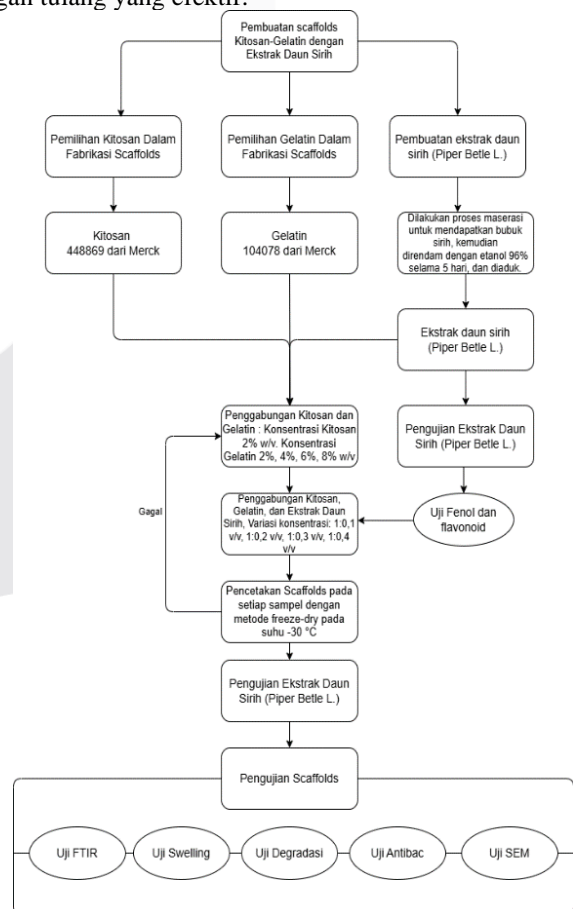 gan tulang yang efektif.
Pembuatan scaffolds
Kitosan-Gelatin dengan
Ekstrak Daun Sirih
Pemilihan Kitosan Dalam
Fabrikasi Scaffolds
Pemilihan Gelatin Dalam
Fabrikasi Scaffolds
Pembuatan ekstrak daun
sirih (Piper Betle L.)
Kitosan
448869 dari Merck
Gelatin
104078 dari Merck
Dilakukan proses maserasi
untuk mendapatkan bubuk
sirih, kemudian
direndam dengan etanol 96%
selama 5 hari, dan diaduk.
Ekstrak daun sirih
(Piper Betle L.)
Penggabungan Kitosan dan
Gelatin : Konsentrasi Kitosan
2% w/v. Konsentrasi
Gelatin 2%, 4%, 6%, 8% w/v
Pengujian Ekstrak Daun
Sirih (Piper Betle L.)
Gagal
Penggabungan Kitosan,
Gelatin, dan Ekstrak Daun
Sirih, Variasi konsentrasi: 1:0,1
v/v, 1:0,2 v/v, 1:0,3 v/v, 1:0,4
v/v
Uji Fenol dan
flavonoid
Pencetakan Scaffolds pada
setiap sampel dengan
metode freeze-dry pada
suhu -30 °C
Pengujian Ekstrak Daun
Sirih (Piper Betle L.)
Pengujian Scaffolds
Uji FTIR
Uji Swelling
Uji Degradasi
Uji Antibac
Uji SEM